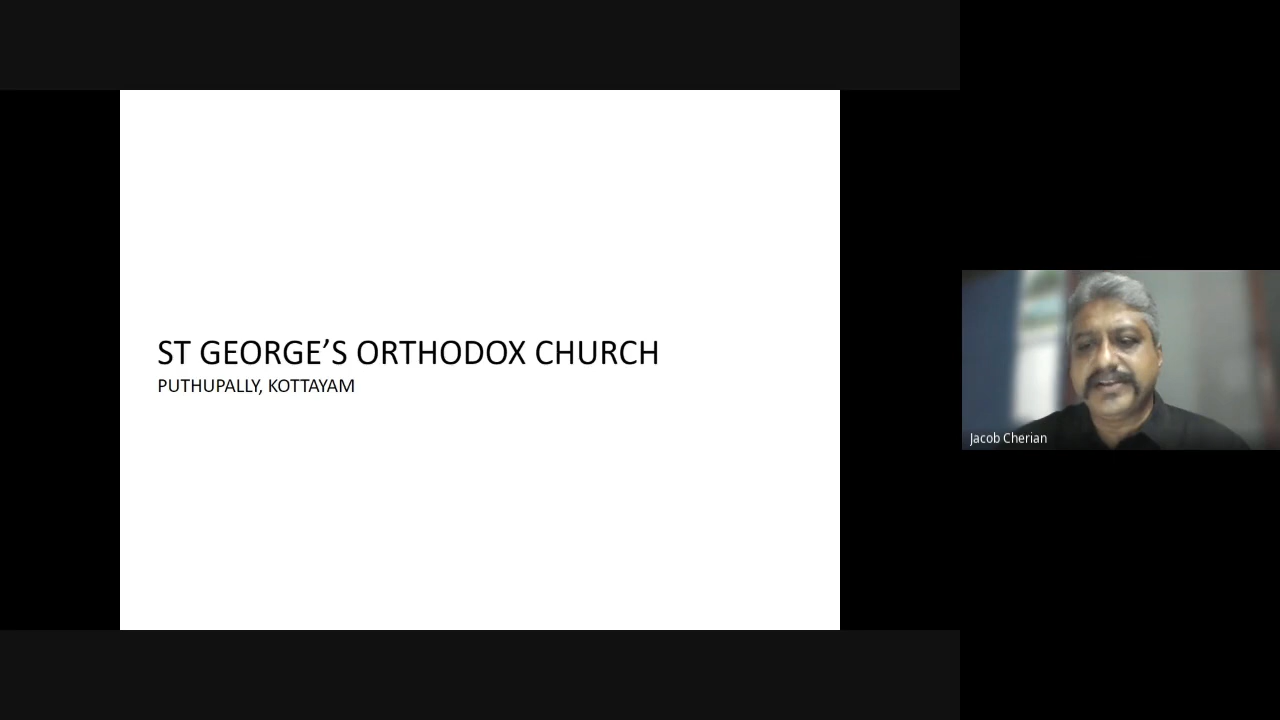 ST GEORGE’S ORTHODOX CHURCH
PUTHUPALLY, KOTTAYAM
Jacob Cherian